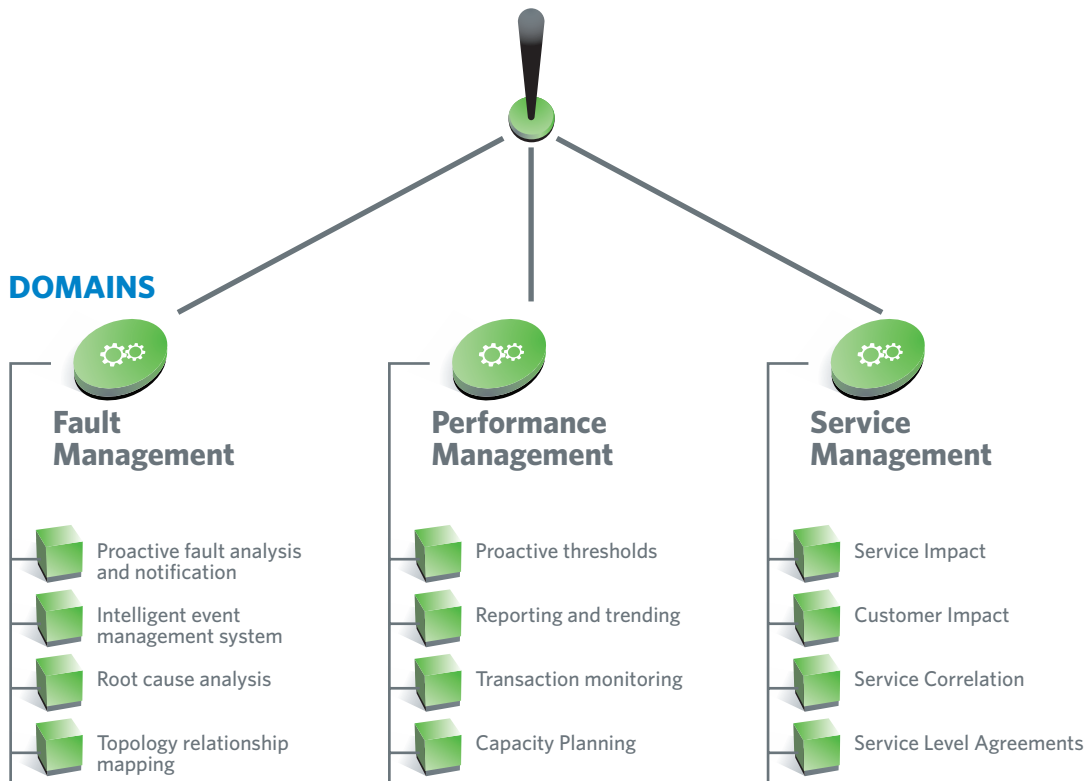 DOMAINS
Fault
Management
Proactive fault analysis
and notification
Intelligent event
management system
Root cause analysis
Topology relationship
mapping
Performance
Management
Proactive thresholds
Reporting and trending
Transaction monitoring
Capacity Planning
Service
Management
Service Impact
Customer Impact
Service Correlation
Service Level Agreements